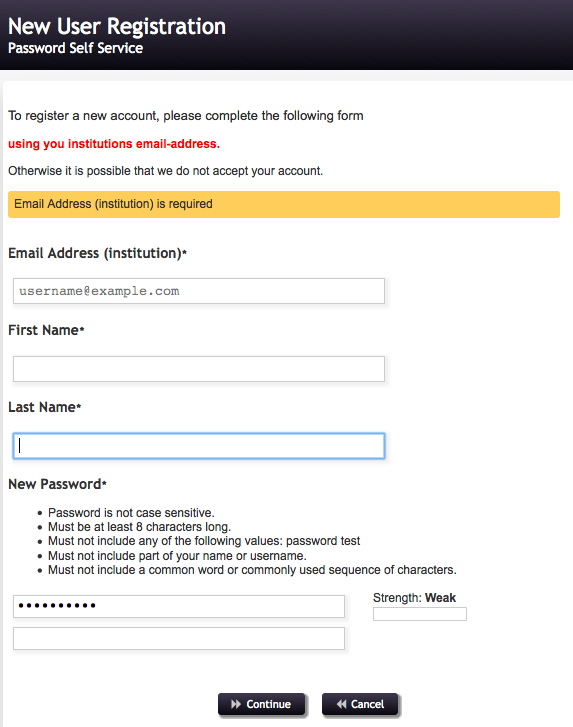 New User Registration
Password Self Service
To register a new account, please complete the following form
using you institutions email-address.
Otherwise it is possible that we do not accept your account.
Email Address (institution) is required
Email Address (institution)*
username@example.com
First Name*
Last Name*
New Password*
• Password is not case sensitive.
• Must be at least 8 characters long.
• Must not include any of the following values: password test
• Must not include part of your name or username.
• Must not include a common word or commonly used sequence of characters.
••••••••••
Strength: Weak
Continue
Cancel